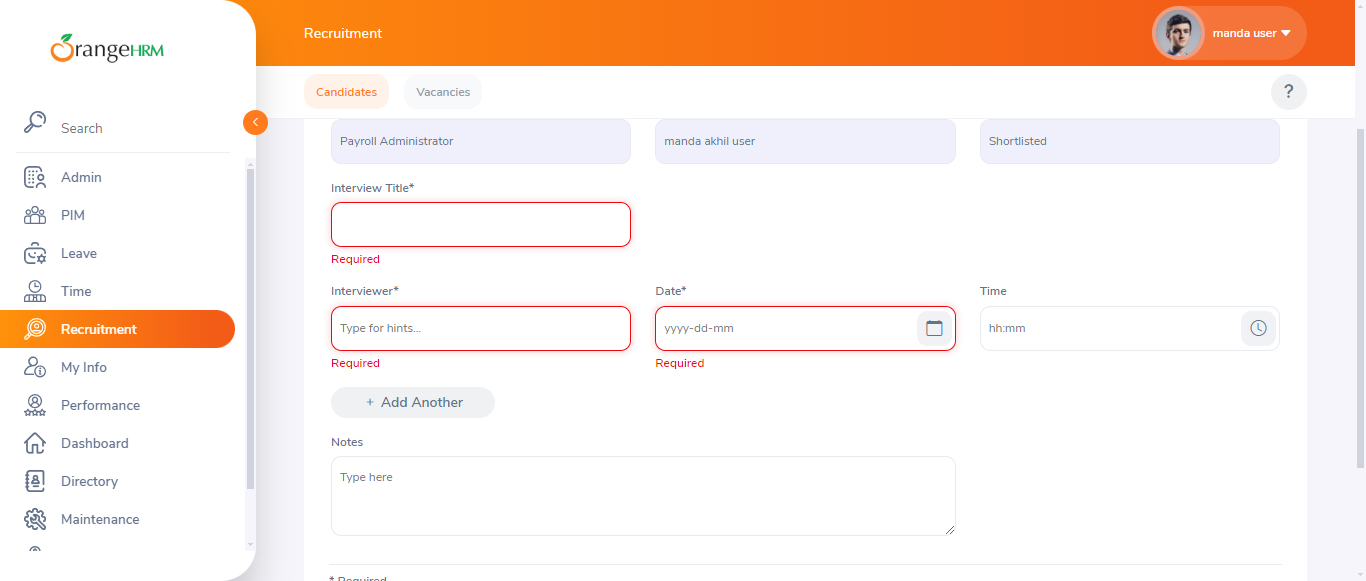 OrangeHRM
Search
Admin
PIM
Leave
Time
Recruitment
My Info
Performance
Dashboard
Directory
Maintenance
Recruitment
manda user
Candidates
Vacancies
?
Payroll Administrator
manda akhil user
Shortlisted
Interview Title*
Required
Interviewer*
Date*
Time
Type for hints...
yyyy-dd-mm
hh:mm
Required
Required
+ Add Another
Notes
Type here
* Required